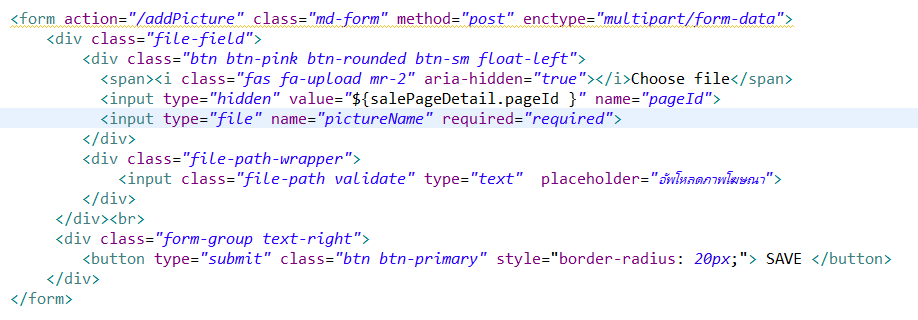 <form action="/addPicture" class="md-form" method="post" enctype="multipart/form-data">
<div class="file-field">
<div class="btn btn-pink btn-rounded btn-sm float-left">
<span><i class="fas fa-upload mr-2" aria-hidden="true"></i>Choose file</span>
<input type="hidden" value="${salePageDetail.pageId }" name="pageId">
<input type="file" name="pictureName" required="required">
</div>
<div class="file-path-wrapper">
<input class="file-path validate" type="text"  placeholder="อัพโหลดภาพโฆษณา">
</div>
</div><br>
<div class="form-group text-right">
<button type="submit" class="btn btn-primary" style="border-radius: 20px;"> SAVE </button>
</div>
</form>